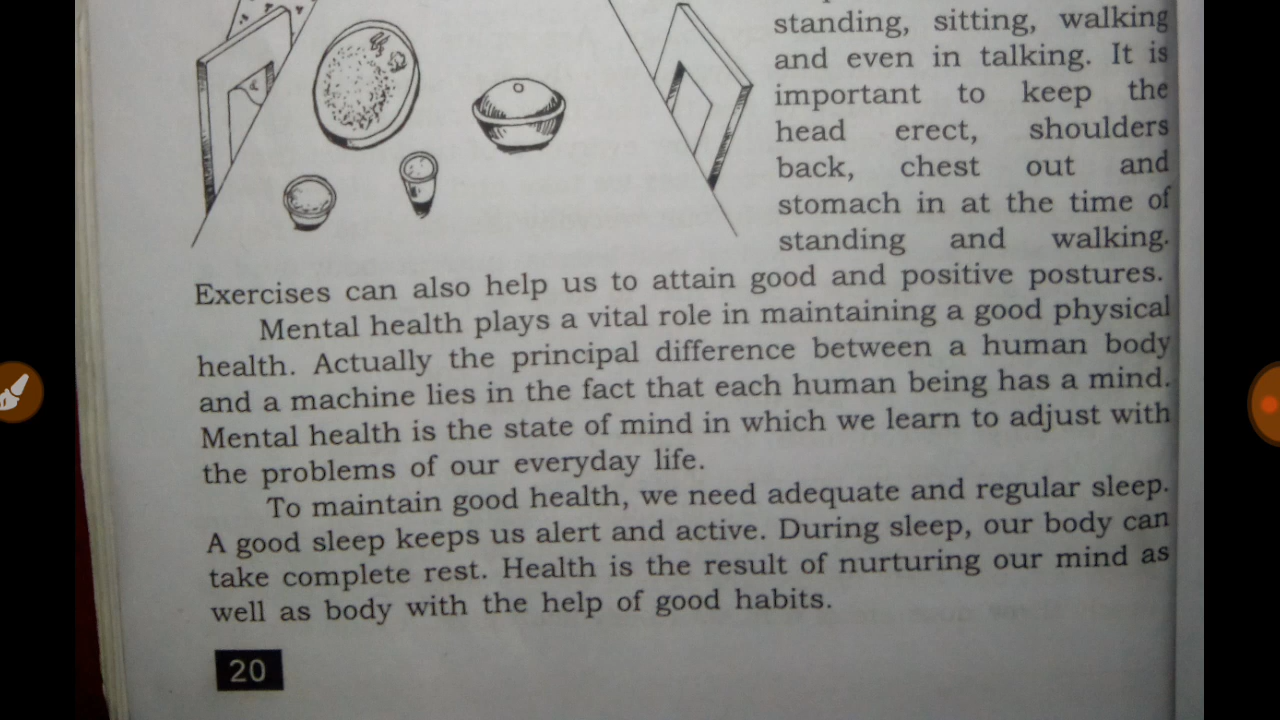 standing, sitting, walking
and even in talking. It is
important to keep the
head erect, shoulders
back, chest out and
stomach in at the time of
standing and walking.
Exercises can also help us to attain good and positive postures.
Mental health plays a vital role in maintaining a good physical
health. Actually the principal difference between a human body
and a machine lies in the fact that each human being has a mind.
Mental health is the state of mind in which we learn to adjust with
the problems of our everyday life.
To maintain good health, we need adequate and regular sleep.
A good sleep keeps us alert and active. During sleep, our body can
take complete rest. Health is the result of nurturing our mind as
well as body with the help of good habits.
20